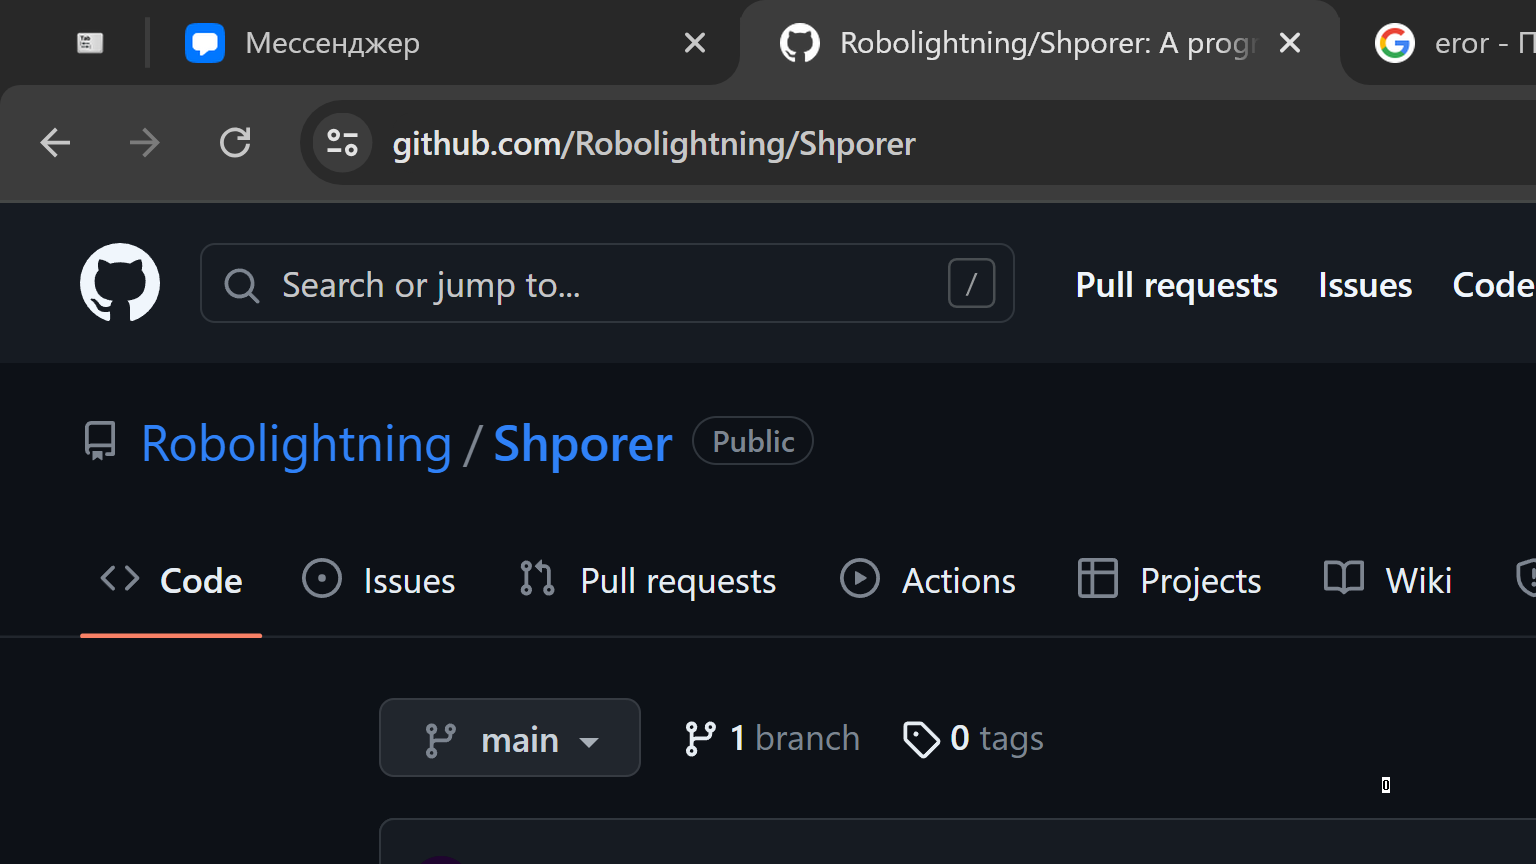 Мессенджер
Robolightning/Shporer: A progr
eror - П
github.com/Robolightning/Shporer
Search or jump to...
/
Pull requests
Issues
Code
Robolightning / Shporer
Public
Code
Issues
Pull requests
Actions
Projects
Wiki
main
1 branch
0 tags
0